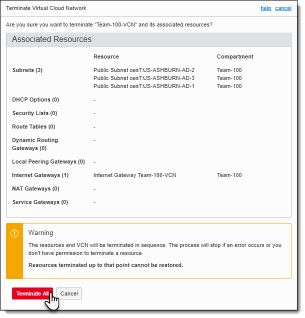 Terminate Virtual Cloud Network
help cancel
Are you sure you want to terminate "Team-100-VCN" and its associated resources?
Associated Resources
Resource Compartment
Subnets (3) Public Subnet oesT:US-ASHBURN-AD-2 Team-100
Public Subnet oesT:US-ASHBURN-AD-3 Team-100
Public Subnet oesT:US-ASHBURN-AD-1 Team-100
DHCP Options (0) -
Security Lists (0) -
Route Tables (0) -
Dynamic Routing
Gateways (0) -
Local Peering Gateways (0) -
Internet Gateways (1) Internet Gateway Team-100-VCN Team-100
NAT Gateways (0) -
Service Gateways (0) -
Warning
The resources and VCN will be terminated in sequence. The process will stop if an error occurs or you
don't have permission to terminate a resource.
Resources terminated up to that point cannot be restored.
Terminate All Cancel